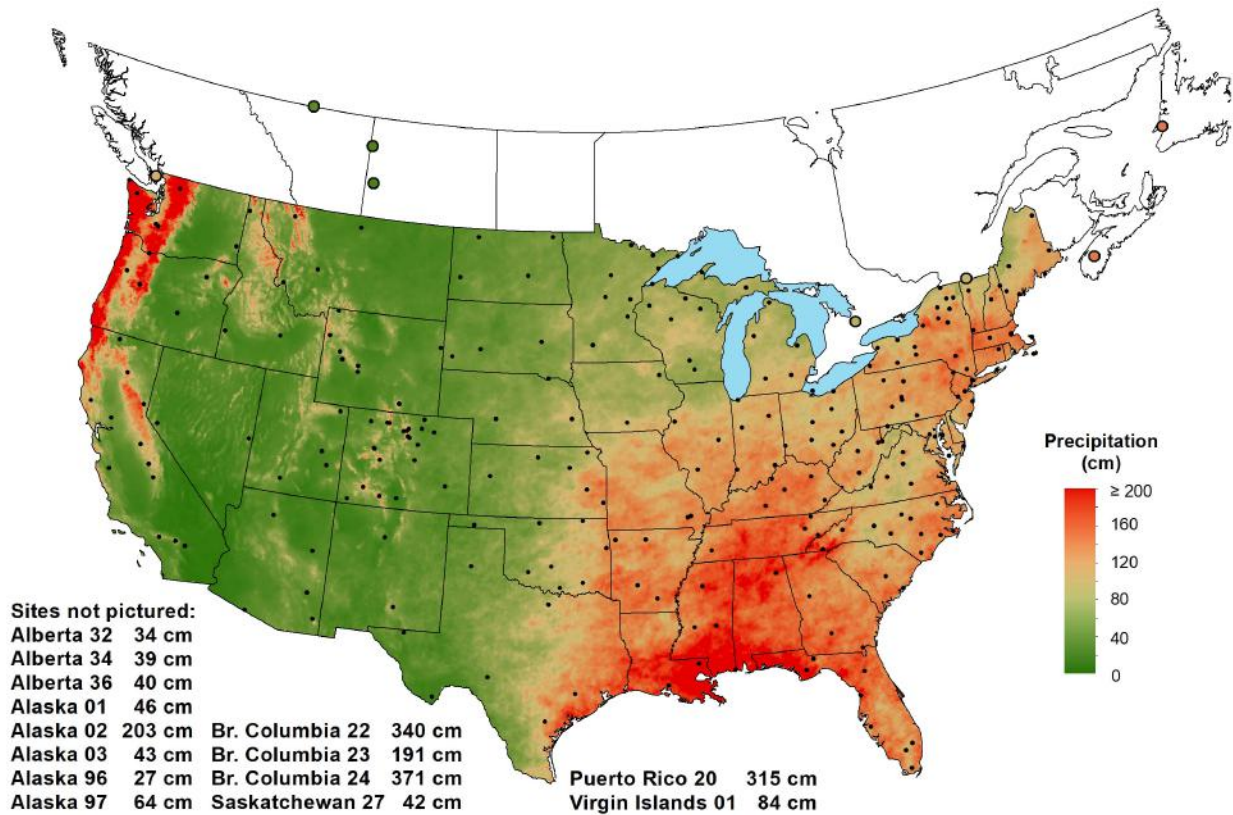 Precipitation
(cm)
≥ 200
160
120
80
40
0
Sites not pictured:
Alberta 32 34 cm
Alberta 34 39 cm
Alberta 36 40 cm
Alaska 01 46 cm
Alaska 02 203 cm Br. Columbia 22 340 cm
Alaska 03 43 cm Br. Columbia 23 191 cm
Alaska 96 27 cm Br. Columbia 24 371 cm Puerto Rico 20 315 cm
Alaska 97 64 cm Saskatchewan 27 42 cm Virgin Islands 01 84 cm